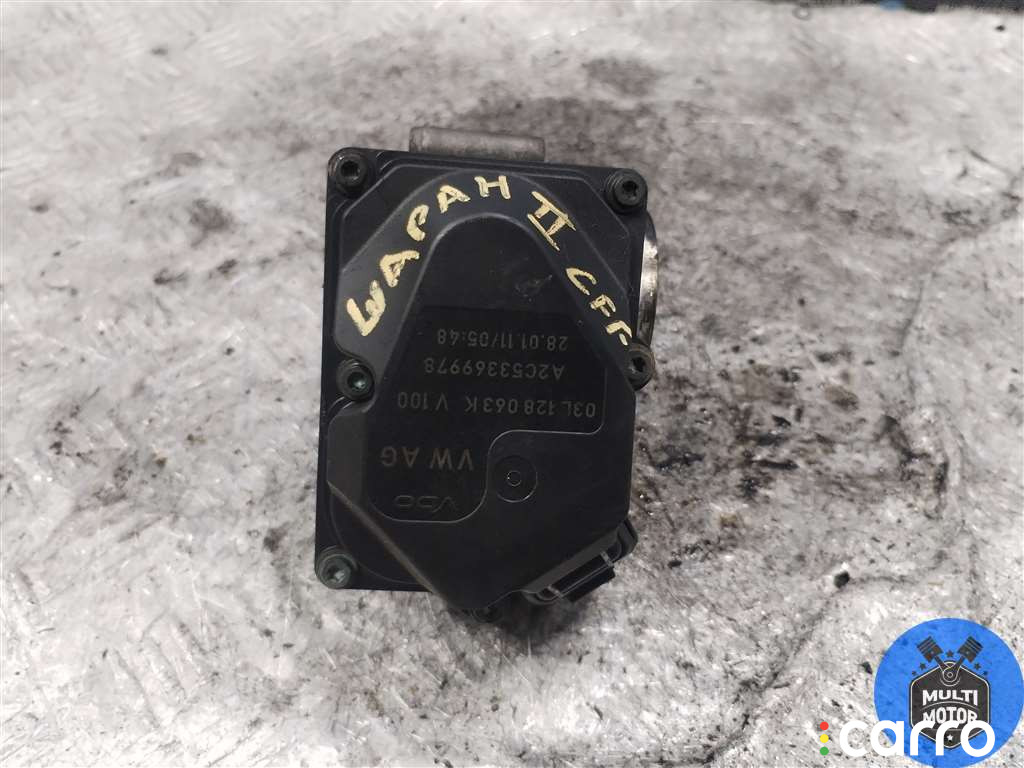 ШАРАН II CFF
VDO
VW AG
03L 128 063 K V 100
A2C53369978
28.01.11/05:48
MULTI
MOTOR
carro